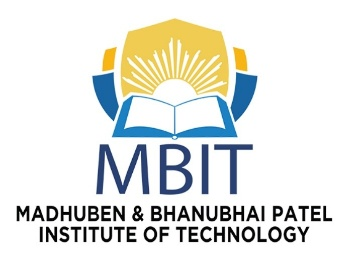 MBIT
MADHUBEN & BHANUBHAI PATEL
INSTITUTE OF TECHNOLOGY